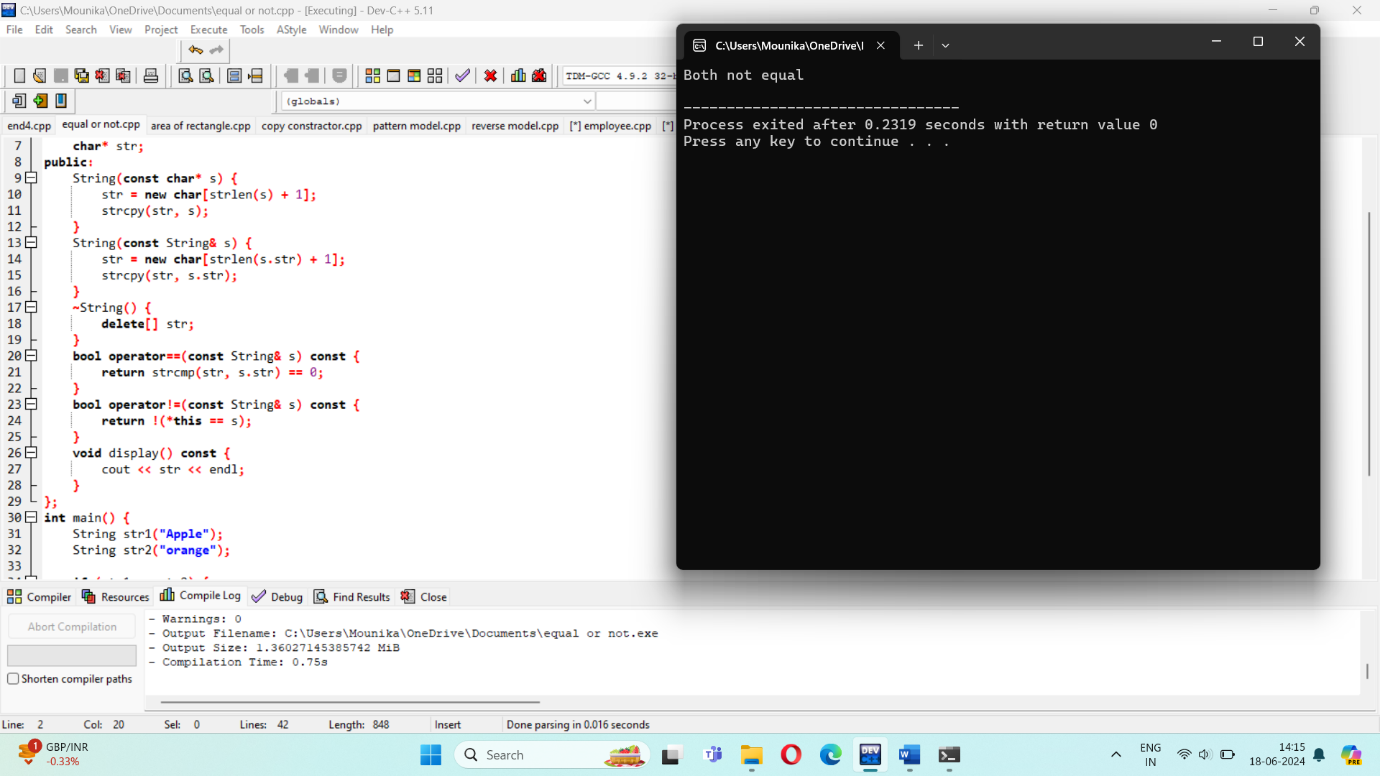 C:\Users\Mounika\OneDrive\Documents\equal or not.cpp - [Executing] - Dev-C++ 5.11
File Edit Search View Project Execute Tools AStyle Window Help
TDM-GCC 4.9.2 32-
(globals)
end4.cpp equal or not.cpp area of rectangle.cpp copy constractor.cpp pattern model.cpp reverse model.cpp [*] employee.cpp [*]
7 char* str;
8 public:
9 String(const char* s) {
10 str = new char[strlen(s) + 1];
11 strcpy(str, s);
12 }
13 String(const String& s) {
14 str = new char[strlen(s.str) + 1];
15 strcpy(str, s.str);
16 }
17 ~String() {
18 delete[] str;
19 }
20 bool operator==(const String& s) const {
21 return strcmp(str, s.str) == 0;
22 }
23 bool operator!=(const String& s) const {
24 return !(*this == s);
25 }
26 void display() const {
27 cout << str << endl;
28 }
29 };
30 int main() {
31 String str1("Apple");
32 String str2("orange");
33
C:\Users\Mounika\OneDrive\
Both not equal
--------------------------------
Process exited after 0.2319 seconds with return value 0
Press any key to continue . . .
Compiler Resources Compile Log Debug Find Results Close
Abort Compilation
Shorten compiler paths
- Warnings: 0
- Output Filename: C:\Users\Mounika\OneDrive\Documents\equal or not.exe
- Output Size: 1.36027145385742 MiB
- Compilation Time: 0.75s
Line: 2 Col: 20 Sel: 0 Lines: 42 Length: 848 Insert Done parsing in 0.016 seconds
1
GBP/INR
-0.33%
Search
DEV
W
ENG
IN
14:15
18-06-2024
PRE